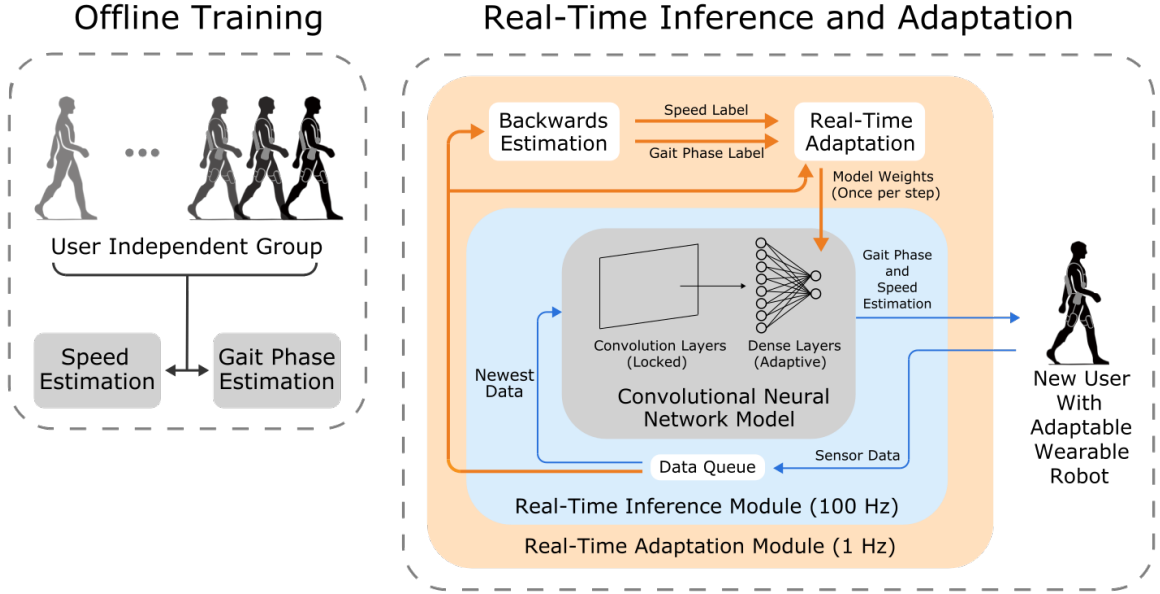 Offline Training
User Independent Group
Speed
Estimation
Gait Phase
Estimation
Real-Time Inference and Adaptation
Backwards
Estimation
Speed Label
Gait Phase Label
Real-Time
Adaptation
Model Weights
(Once per step)
Gait Phase
and
Speed
Estimation
Convolution Layers
(Locked)
Dense Layers
(Adaptive)
Convolutional Neural
Network Model
Newest
Data
Data Queue
Sensor Data
Real-Time Inference Module (100 Hz)
Real-Time Adaptation Module (1 Hz)
New User
With
Adaptable
Wearable
Robot